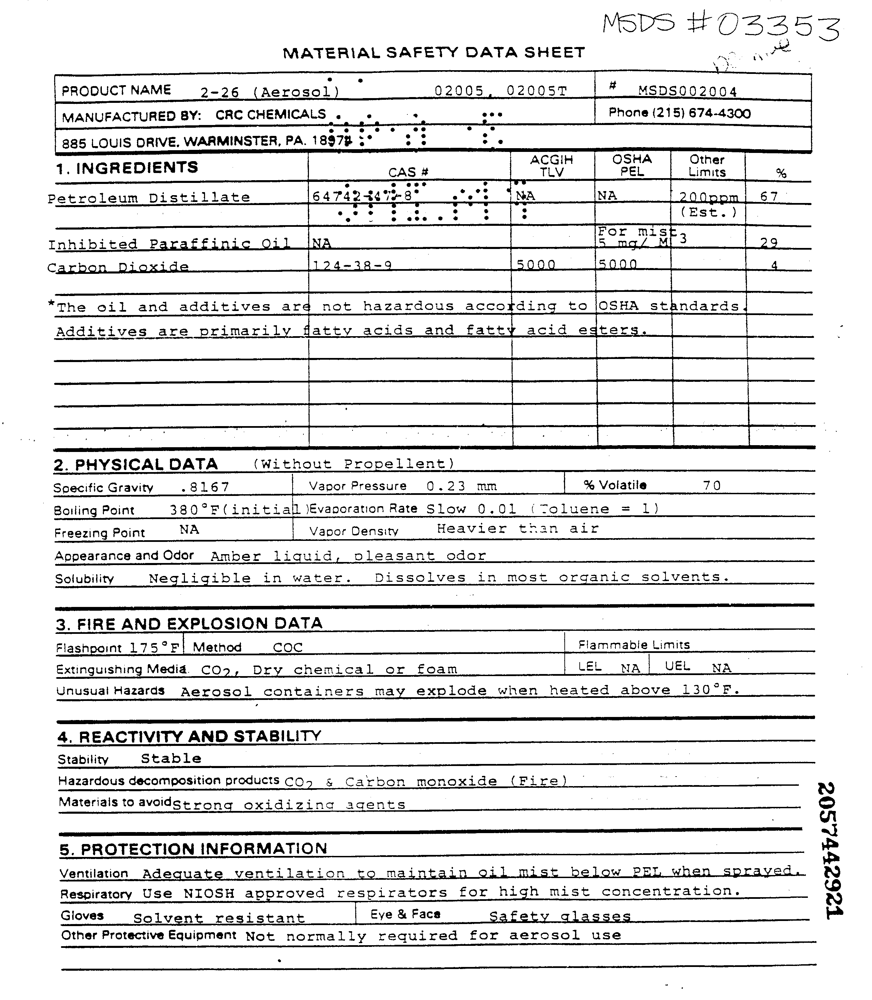 MSDS #03353
MATERIAL SAFETY DATA SHEET
PRODUCT NAME 2-26 (Aerosol) 02005, 02005T # MSDS002004
MANUFACTURED BY: CRC CHEMICALS Phone (215) 674-4300
885 LOUIS DRIVE, WARMINSTER, PA. 18974
1. INGREDIENTS CAS # ACGIH TLV OSHA PEL Other Limits %
Petroleum Distillate 64742-47-8 NA NA 200ppm 67
(Est.)
For mist
Inhibited Paraffinic Oil NA 5 mg/ M3 29
Carbon Dioxide 124-38-9 5000 5000 4
*The oil and additives are not hazardous according to OSHA standards.
Additives are primarily fatty acids and fatty acid esters.
2. PHYSICAL DATA (Without Propellent)
Specific Gravity .8167 Vapor Pressure 0.23 mm % Volatile 70
Boiling Point 380°F(initial) Evaporation Rate Slow 0.01 (Toluene = 1)
Freezing Point NA Vapor Density Heavier than air
Appearance and Odor Amber liquid, pleasant odor
Solubility Negligible in water. Dissolves in most organic solvents.
3. FIRE AND EXPLOSION DATA
Flashpoint 175°F Method COC Flammable Limits
Extinguishing Media CO2, Dry chemical or foam LEL NA UEL NA
Unusual Hazards Aerosol containers may explode when heated above 130°F.
4. REACTIVITY AND STABILITY
Stability Stable
Hazardous decomposition products CO2 & Carbon monoxide (Fire)
Materials to avoid Strong oxidizing agents
5. PROTECTION INFORMATION
Ventilation Adequate ventilation to maintain oil mist below PEL when sprayed.
Respiratory Use NIOSH approved respirators for high mist concentration.
Gloves Solvent resistant Eye & Face Safety glasses
Other Protective Equipment Not normally required for aerosol use
2057442921